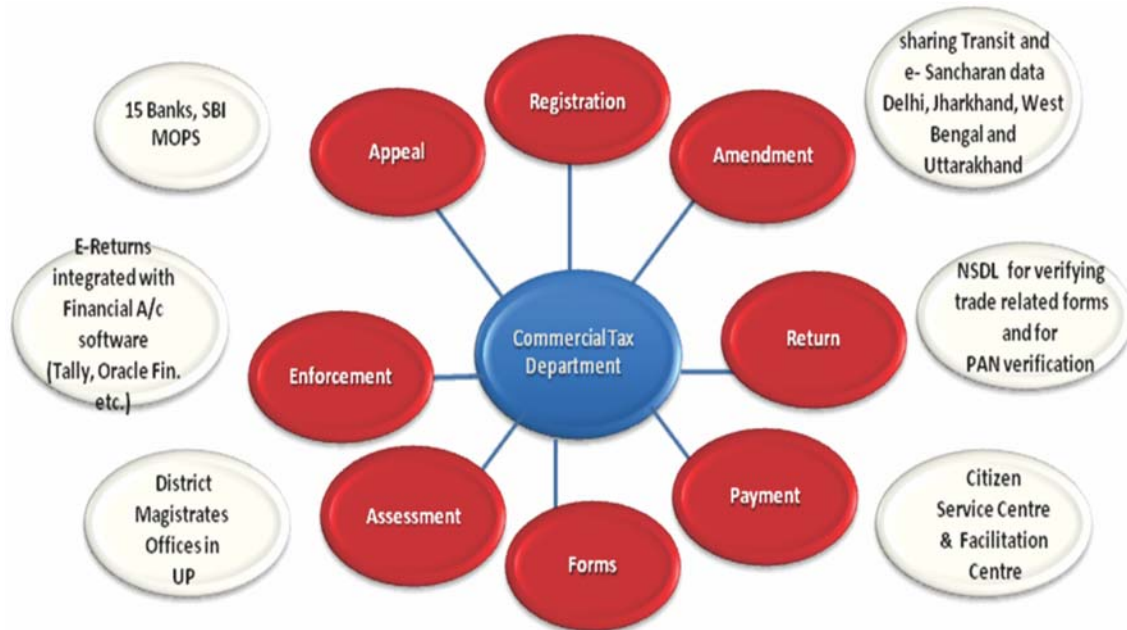 Registration
sharing Transit and
e- Sancharan data
Delhi, Jharkhand, West
Bengal and
Uttarakhand
15 Banks, SBI
MOPS
Appeal
Amendment
E-Returns
integrated with
Financial A/c
software
(Tally, Oracle Fin.
etc.)
NSDL for verifying
trade related forms
and for
PAN verification
Commercial Tax
Department
Return
Enforcement
District
Magistrates
Offices in
UP
Assessment
Payment
Citizen
Service Centre
& Facilitation
Centre
Forms